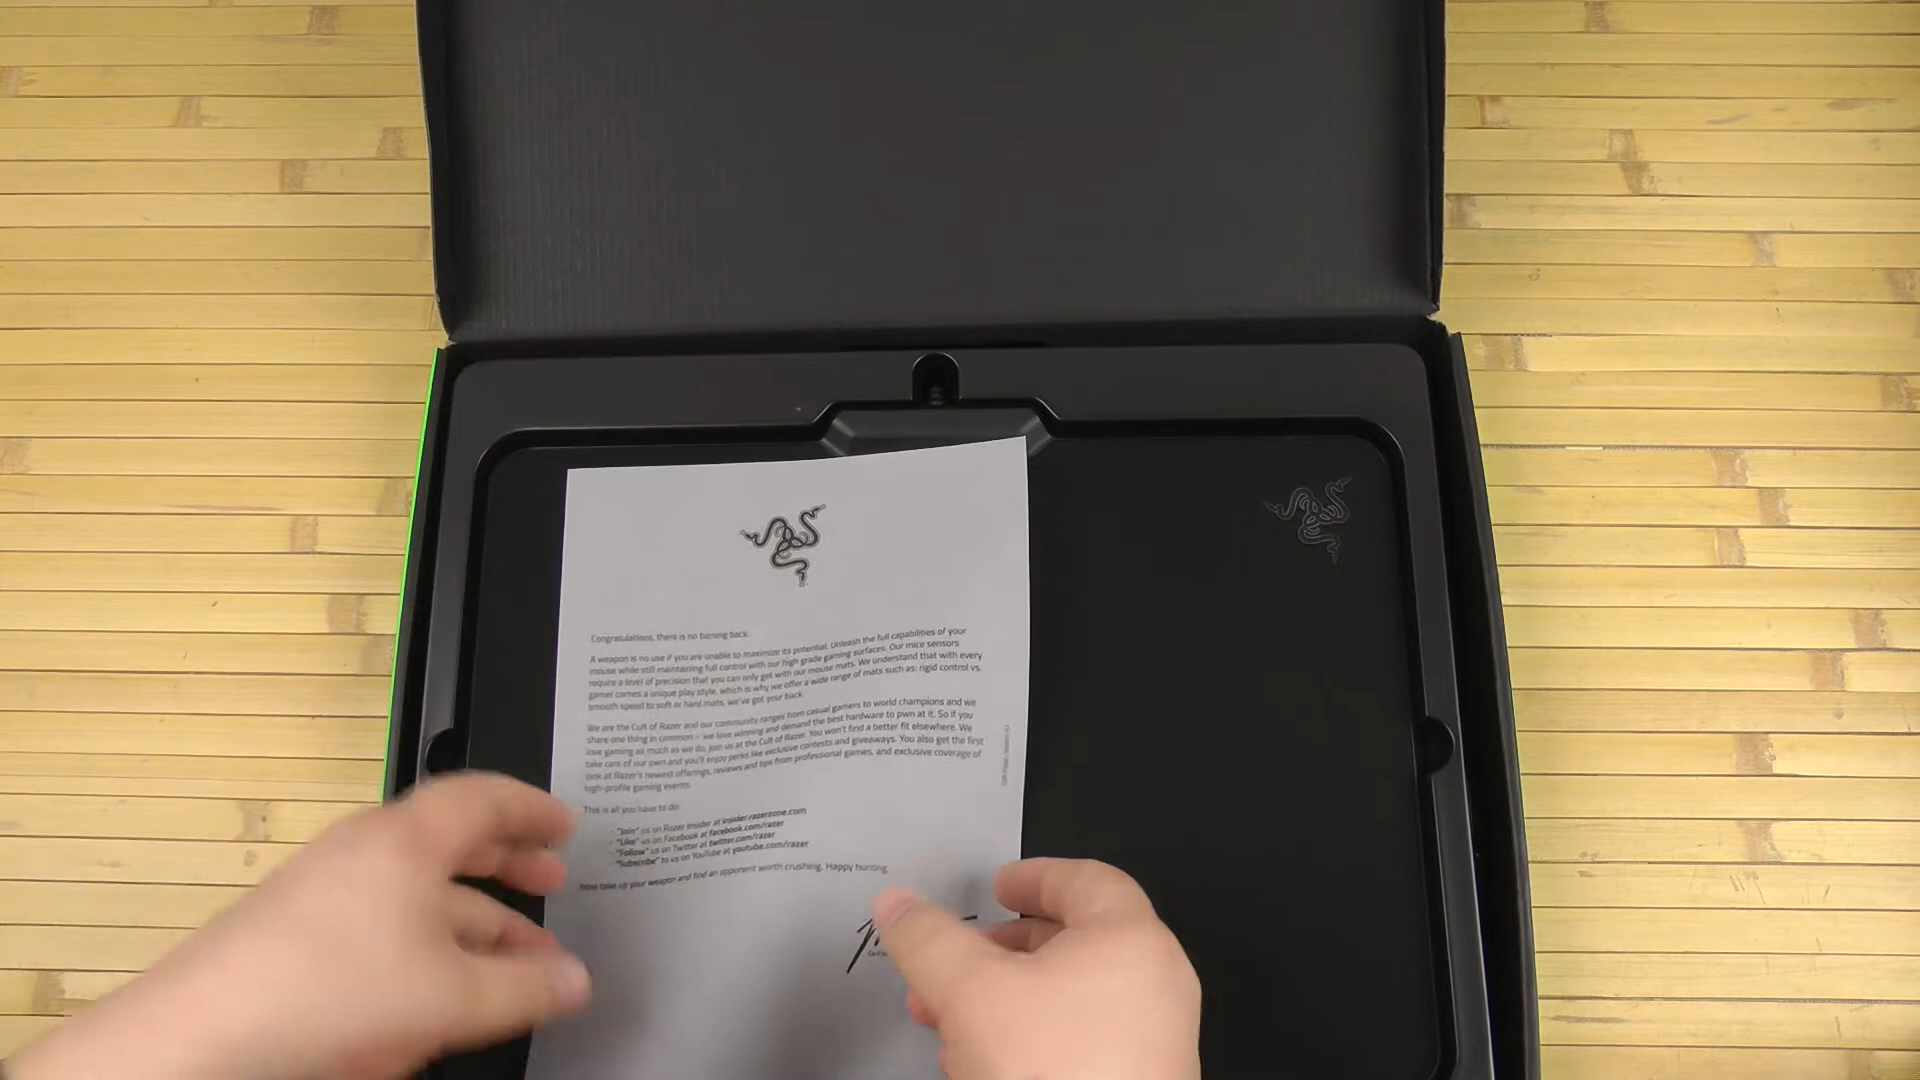 Congratulations, there is no turning back.
A weapon is no use if you are unable to maximize its potential. Unleash the full capabilities of your
mouse while still maintaining full control with our high grade gaming surfaces. Our mice sensors
require a level of precision that you can only get with our mouse mats. We understand that with every
gamer comes a unique play style, which is why we offer a wide range of mats such as: rigid control vs.
smooth speed to soft or hard mats, we've got your back.
We are the Cult of Razer and our community ranges from casual gamers to world champions and we
share one thing in common – we love winning and demand the best hardware to pwn at it. So if you
love gaming as much as we do, join us at the Cult of Razer. You won't find a better fit elsewhere. We
take care of our own and you'll enjoy perks like exclusive contests and giveaways. You also get the first
look at Razer's newest offerings, reviews and tips from professional games, and exclusive coverage of
high-profile gaming events.
This is all you have to do:
- "Join" us on Razer Insider at insider.razerzone.com
- "Like" us on Facebook at facebook.com/razer
- "Follow" us on Twitter at twitter.com/razer
- "Subscribe" to us on YouTube at youtube.com/razer
Now take up your weapon and find an opponent worth crushing. Happy hunting.